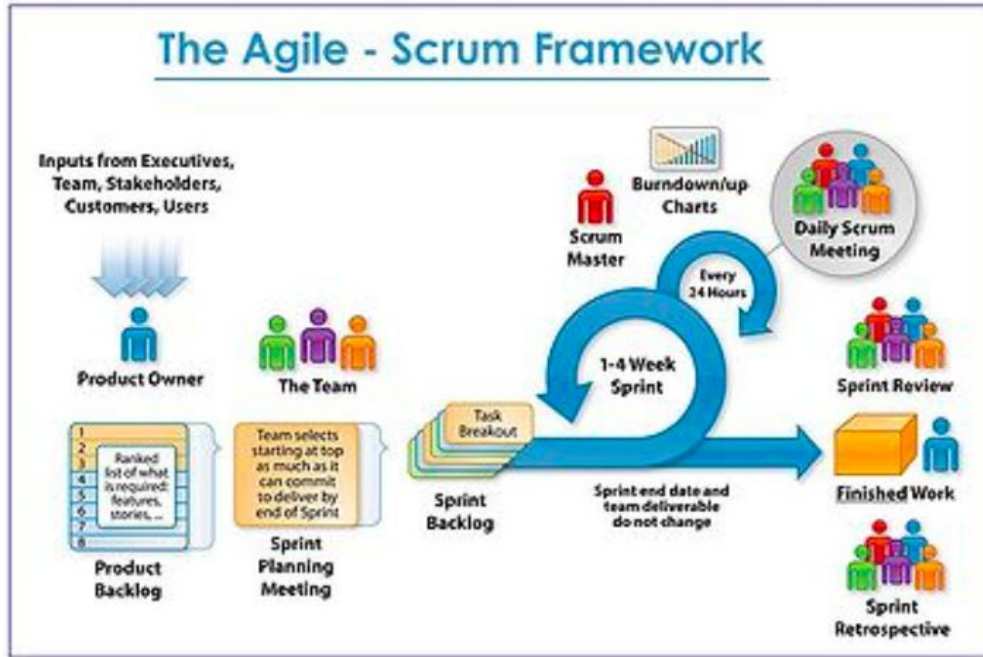 The Agile - Scrum Framework
Inputs from Executives,
Team, Stakeholders,
Customers, Users
Product Owner
The Team
1
2
3
4
5
6
7
8
Ranked
list of what
is required:
features,
stories, ...
Product
Backlog
Team selects
starting at top
as much as it
can commit
to deliver by
end of Sprint
Sprint
Planning
Meeting
Task
Breakout
Sprint
Backlog
Scrum
Master
Burndown/up
Charts
Every
24 Hours
Daily Scrum
Meeting
1-4 Week
Sprint
Sprint end date and
team deliverable
do not change
Sprint Review
Finished Work
Sprint
Retrospective